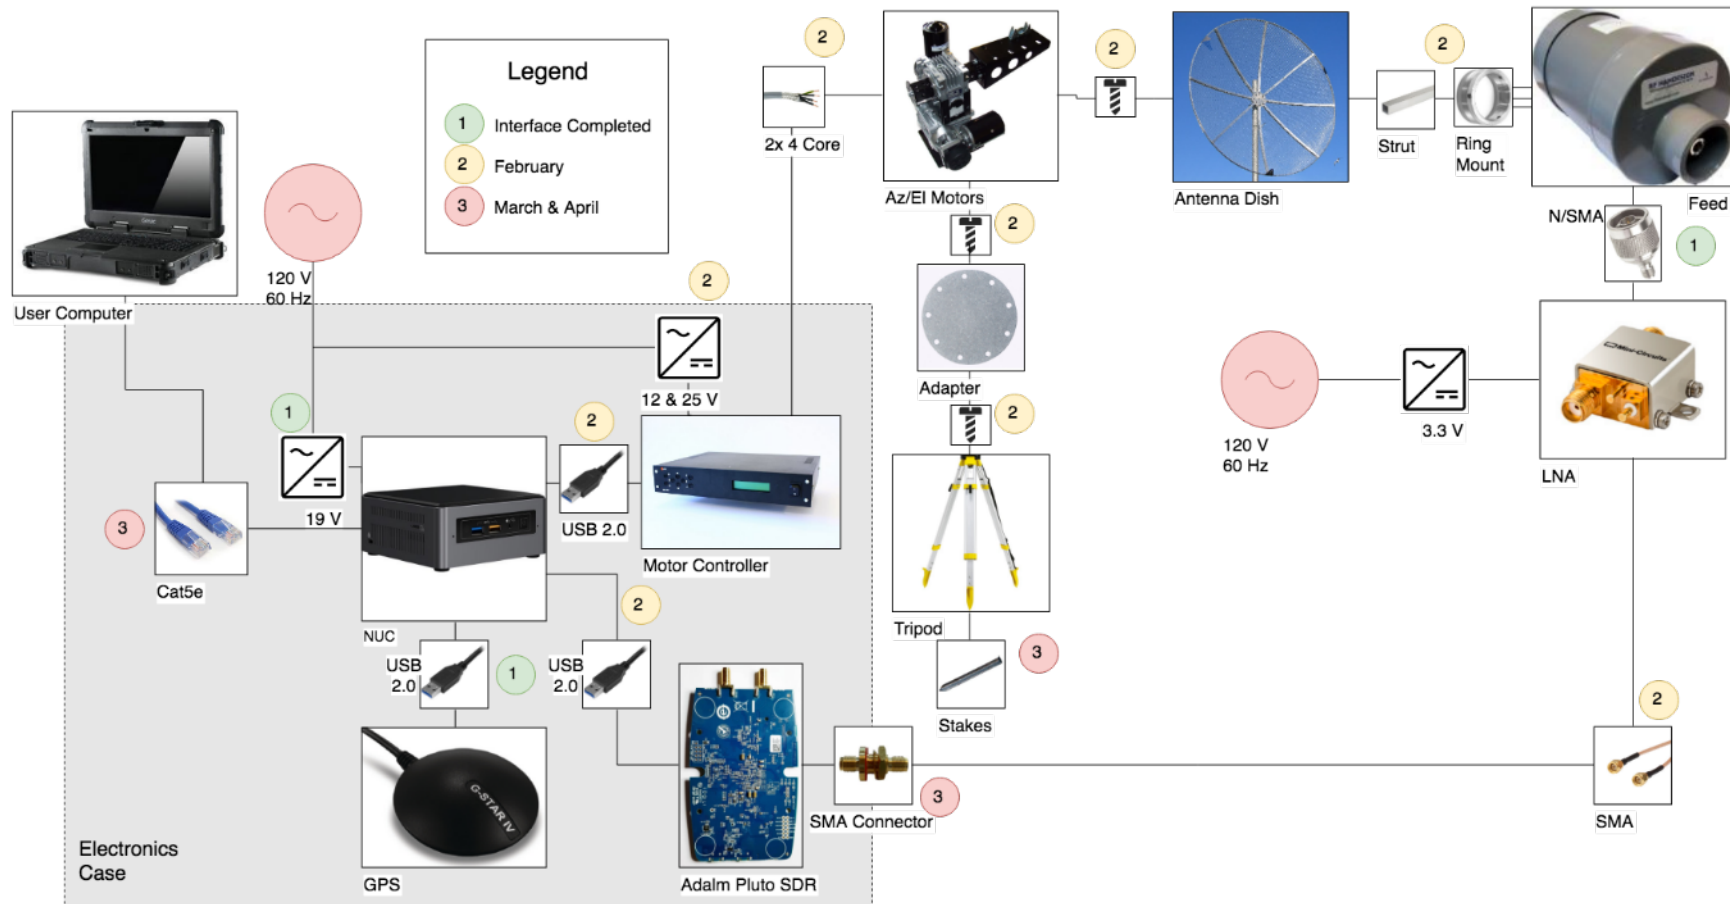 Legend
1 Interface Completed
2 February
3 March & April
User Computer
120 V
60 Hz
2
2x 4 Core
Az/El Motors
2
Antenna Dish
2
Strut
Ring
Mount
Feed
N/SMA
1
2
Adapter
2
Tripod
3
Stakes
2
12 & 25 V
1
19 V
2
USB 2.0
Motor Controller
3
Cat5e
NUC
USB
2.0
1
USB
2.0
2
G-STAR IV
GPS
Adalm Pluto SDR
SMA Connector
3
Electronics
Case
120 V
60 Hz
3.3 V
Mini-Circuits
LNA
2
SMA